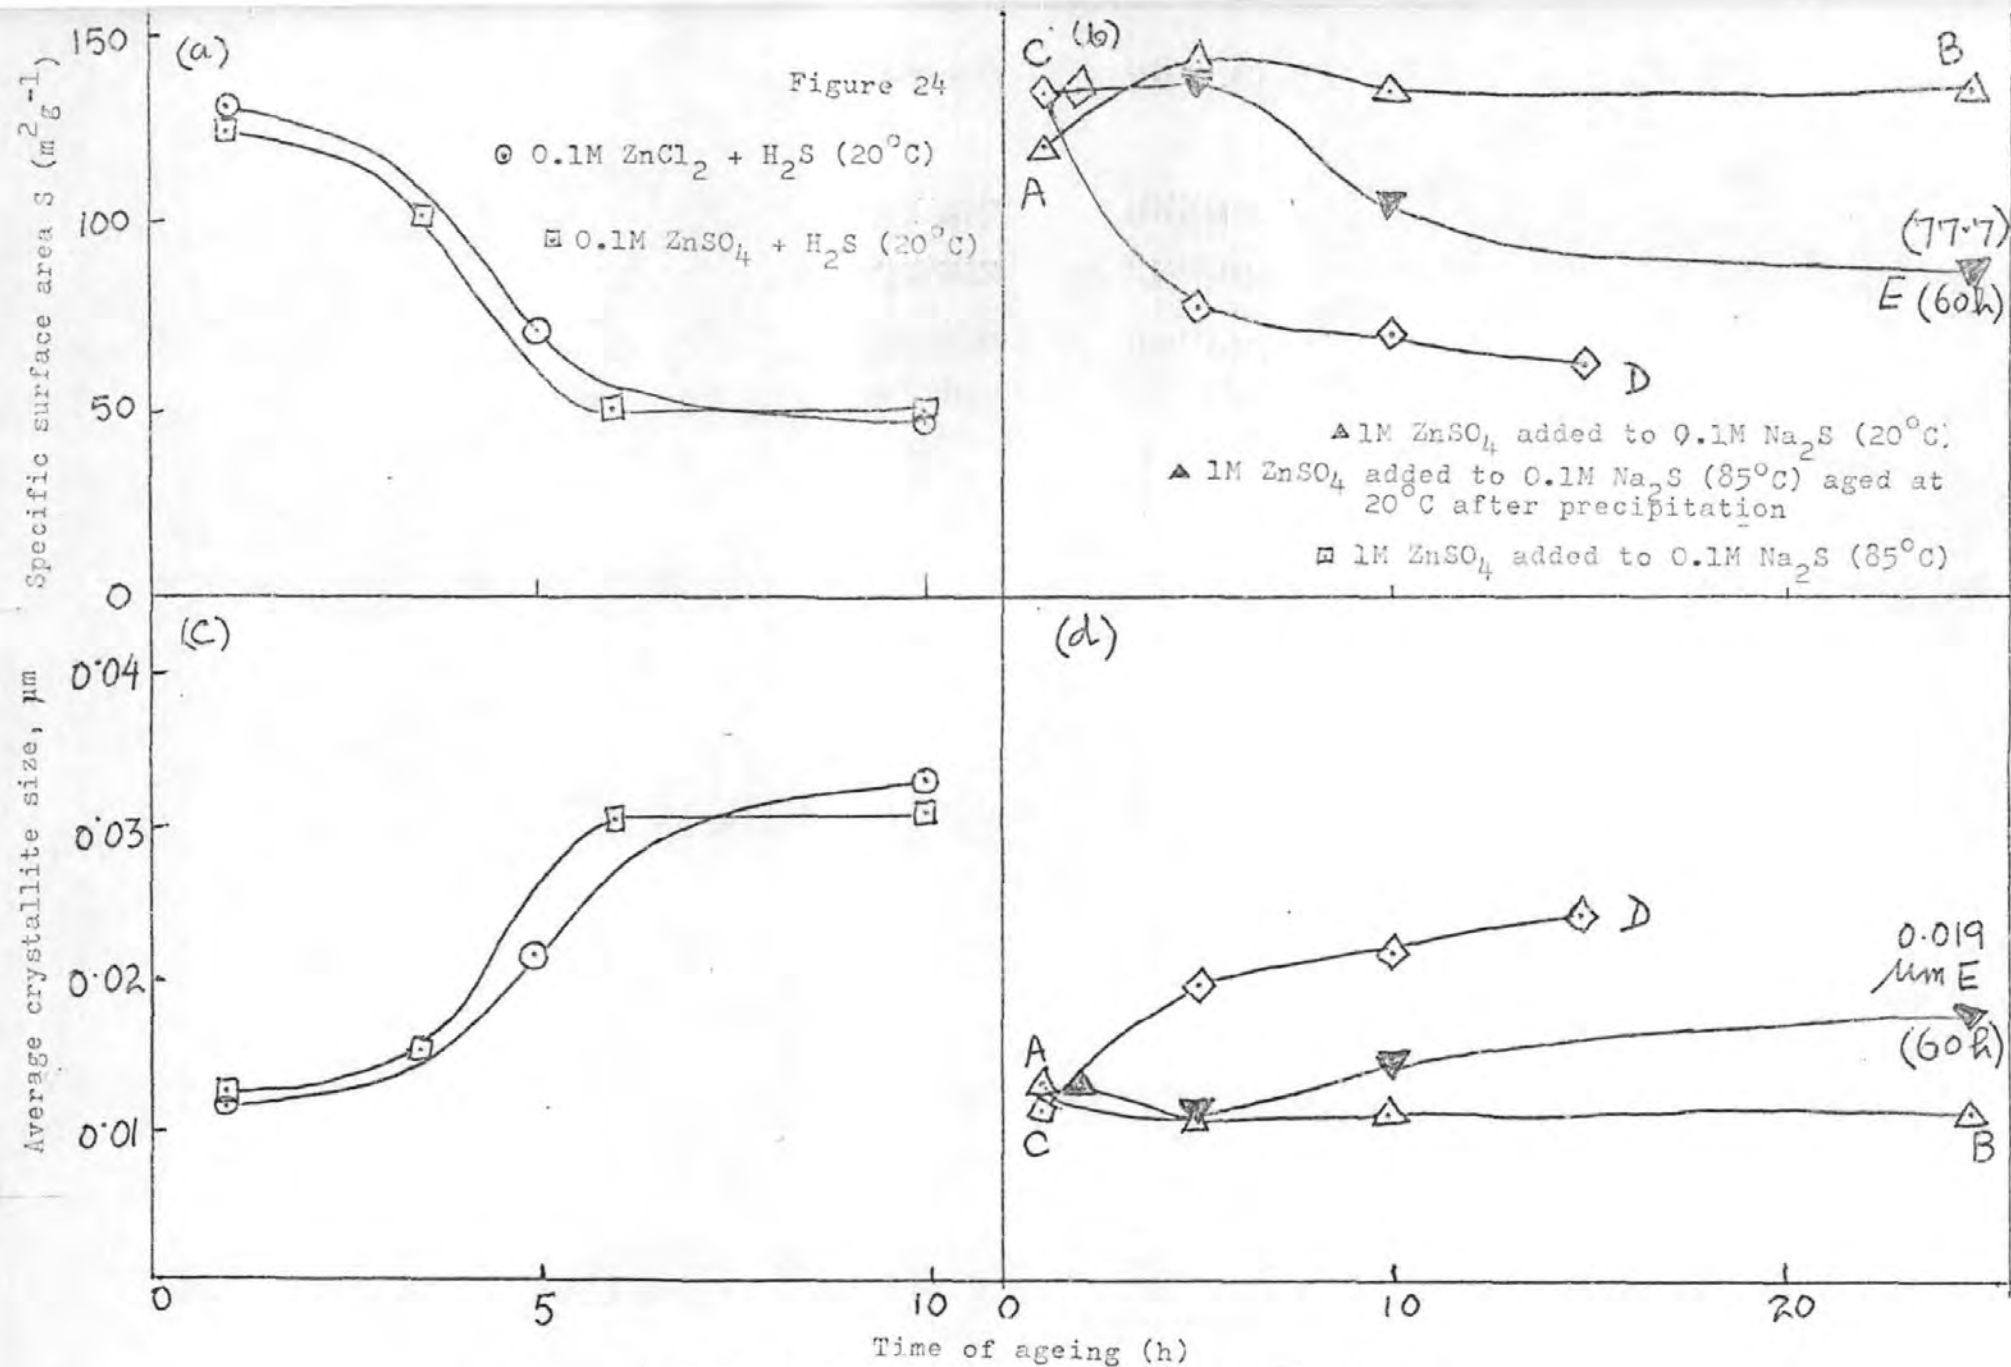 (a)
Figure 24
⊙ 0.1M ZnCl₂ + H₂S (20°C)
⊡ 0.1M ZnSO₄ + H₂S (20°C)
150
100
50
0
Specific surface area S (m² g⁻¹)
C (b)
B
A
(77.7)
E (60h)
D
1M ZnSO₄ added to 0.1M Na₂S (20°C)
▲ 1M ZnSO₄ added to 0.1M Na₂S (85°C) aged at
20°C after precipitation
⊡ 1M ZnSO₄ added to 0.1M Na₂S (85°C)
(c)
0.04
0.03
0.02
0.01
Average crystallite size, µm
(d)
D
0.019
µm E
(60h)
A
C
B
0 5 10 0 10 20
Time of ageing (h)